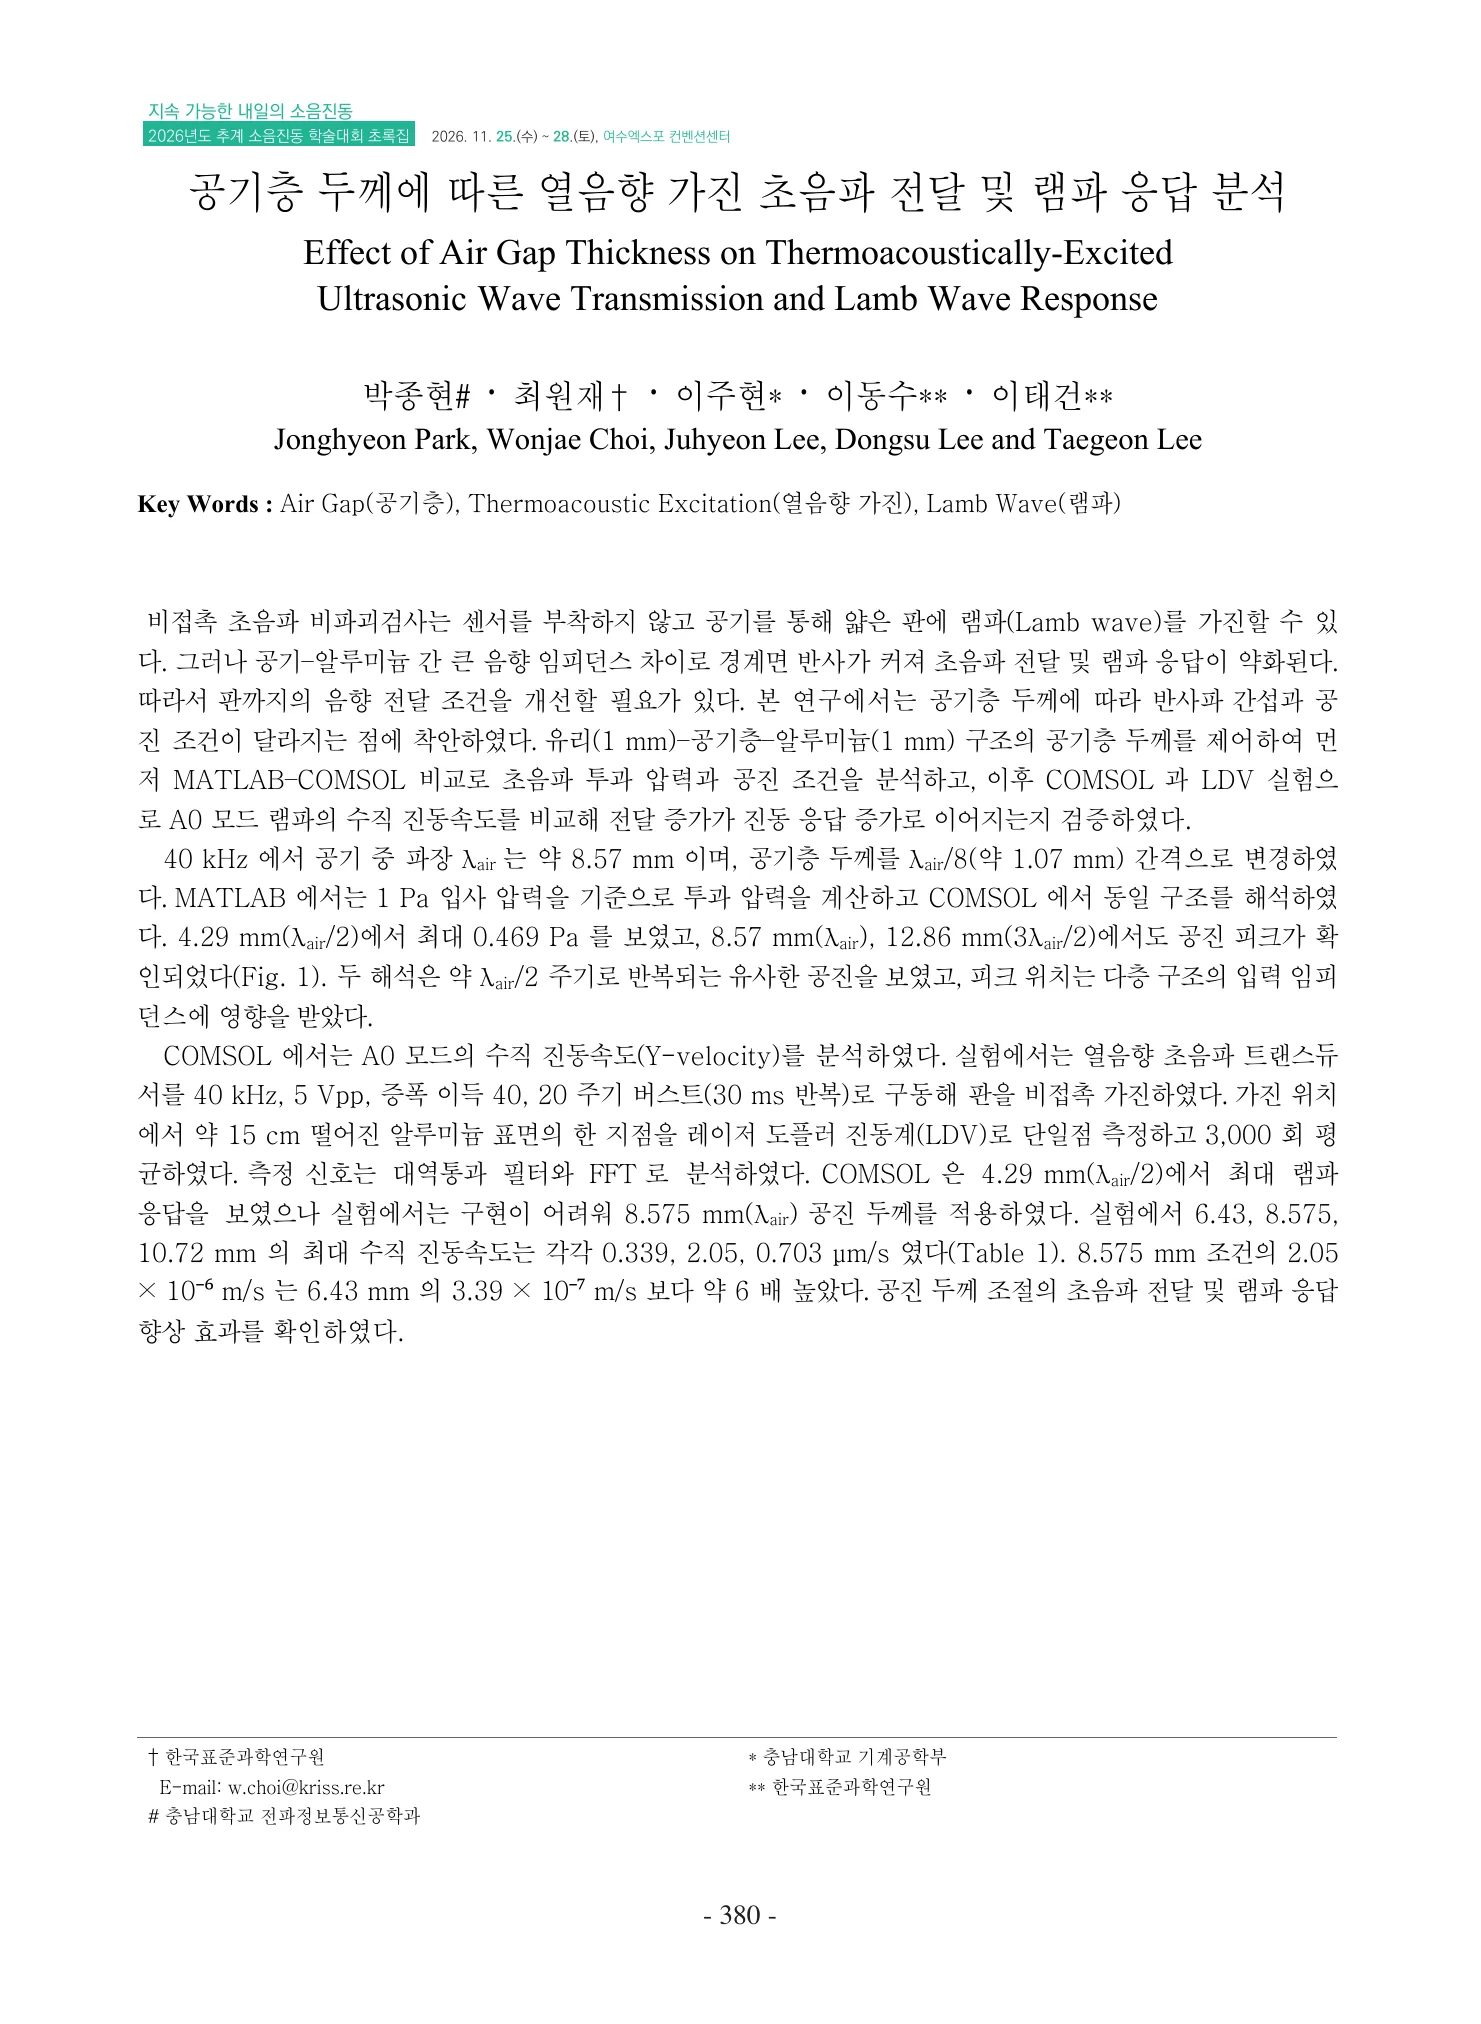 지속 가능한 내일의 소음진동
2026년도 추계 소음진동 학술대회 초록집 2026. 11. 25.(수) ~ 28.(토), 여수엑스포 컨벤션센터
공기층 두께에 따른 열음향 가진 초음파 전달 및 램파 응답 분석
Effect of Air Gap Thickness on Thermoacoustically-Excited
Ultrasonic Wave Transmission and Lamb Wave Response
박종현# · 최원재† · 이주현* · 이동수** · 이태건**
Jonghyeon Park, Wonjae Choi, Juhyeon Lee, Dongsu Lee and Taegeon Lee
Key Words : Air Gap(공기층), Thermoacoustic Excitation(열음향 가진), Lamb Wave(램파)
비접촉 초음파 비파괴검사는 센서를 부착하지 않고 공기를 통해 얇은 판에 램파(Lamb wave)를 가진할 수 있
다. 그러나 공기–알루미늄 간 큰 음향 임피던스 차이로 경계면 반사가 커져 초음파 전달 및 램파 응답이 약화된다.
따라서 판까지의 음향 전달 조건을 개선할 필요가 있다. 본 연구에서는 공기층 두께에 따라 반사파 간섭과 공
진 조건이 달라지는 점에 착안하였다. 유리(1 mm)–공기층–알루미늄(1 mm) 구조의 공기층 두께를 제어하여 먼
저 MATLAB–COMSOL 비교로 초음파 투과 압력과 공진 조건을 분석하고, 이후 COMSOL 과 LDV 실험으
로 A0 모드 램파의 수직 진동속도를 비교해 전달 증가가 진동 응답 증가로 이어지는지 검증하였다.
40 kHz 에서 공기 중 파장 λair 는 약 8.57 mm 이며, 공기층 두께를 λair/8(약 1.07 mm) 간격으로 변경하였
다. MATLAB 에서는 1 Pa 입사 압력을 기준으로 투과 압력을 계산하고 COMSOL 에서 동일 구조를 해석하였
다. 4.29 mm(λair/2)에서 최대 0.469 Pa 를 보였고, 8.57 mm(λair), 12.86 mm(3λair/2)에서도 공진 피크가 확
인되었다(Fig. 1). 두 해석은 약 λair/2 주기로 반복되는 유사한 공진을 보였고, 피크 위치는 다층 구조의 입력 임피
던스에 영향을 받았다.
COMSOL 에서는 A0 모드의 수직 진동속도(Y-velocity)를 분석하였다. 실험에서는 열음향 초음파 트랜스듀
서를 40 kHz, 5 Vpp, 증폭 이득 40, 20 주기 버스트(30 ms 반복)로 구동해 판을 비접촉 가진하였다. 가진 위치
에서 약 15 cm 떨어진 알루미늄 표면의 한 지점을 레이저 도플러 진동계(LDV)로 단일점 측정하고 3,000 회 평
균하였다. 측정 신호는 대역통과 필터와 FFT 로 분석하였다. COMSOL 은 4.29 mm(λair/2)에서 최대 램파
응답을 보였으나 실험에서는 구현이 어려워 8.575 mm(λair) 공진 두께를 적용하였다. 실험에서 6.43, 8.575,
10.72 mm 의 최대 수직 진동속도는 각각 0.339, 2.05, 0.703 μm/s 였다(Table 1). 8.575 mm 조건의 2.05
× 10⁻⁶ m/s 는 6.43 mm 의 3.39 × 10⁻⁷ m/s 보다 약 6 배 높았다. 공진 두께 조절의 초음파 전달 및 램파 응답
향상 효과를 확인하였다.
† 한국표준과학연구원
E-mail: w.choi@kriss.re.kr
# 충남대학교 전파정보통신공학과
* 충남대학교 기계공학부
** 한국표준과학연구원
- 380 -